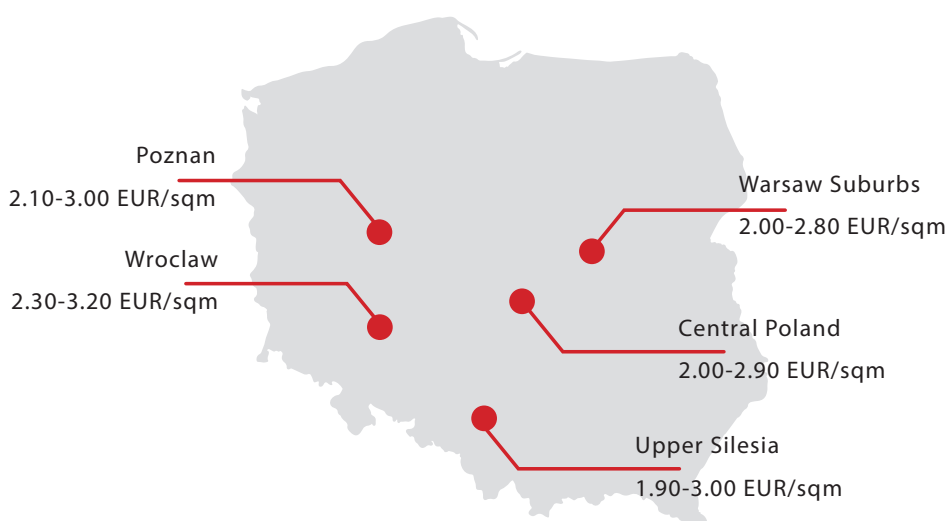 Poznan
2.10-3.00 EUR/sqm
Warsaw Suburbs
2.00-2.80 EUR/sqm
Wroclaw
2.30-3.20 EUR/sqm
Central Poland
2.00-2.90 EUR/sqm
Upper Silesia
1.90-3.00 EUR/sqm